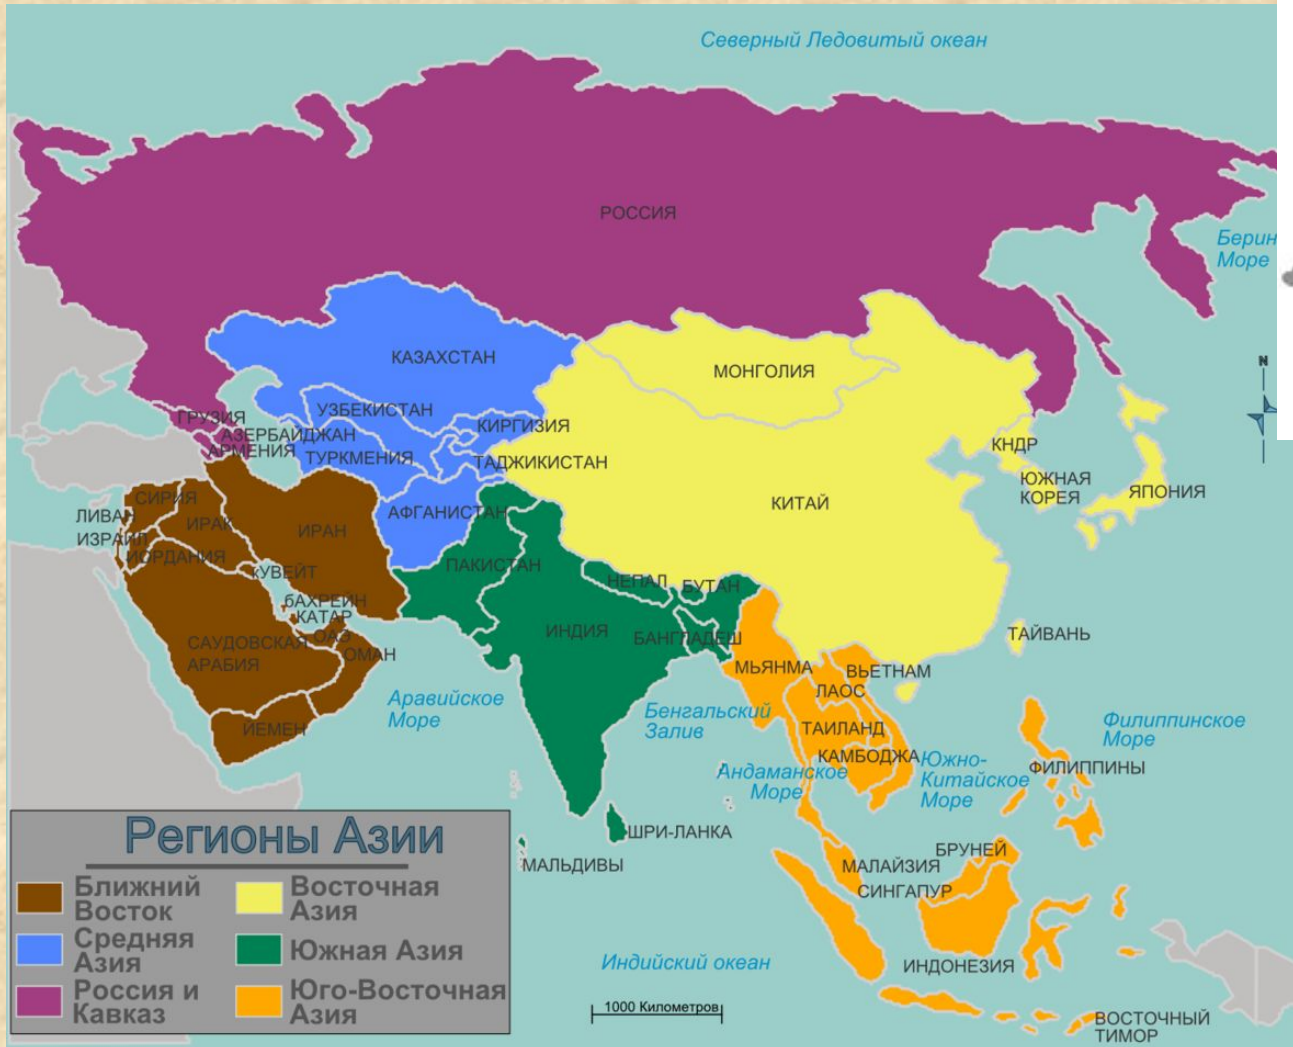 Северный Ледовитый океан
РОССИЯ
Берин
Море
КАЗАХСТАН
МОНГОЛИЯ
N
УЗБЕКИСТАН
ГРУЗИЯ
КИРГИЗИЯ
АЗЕРБАЙДЖАН
АРМЕНИЯ
ТУРКМЕНИЯ
ТАДЖИКИСТАН
КНДР
ЮЖНАЯ
КОРЕЯ
ЯПОНИЯ
СИРИЯ
КИТАЙ
ЛИВАН
ИРАК
ИРАН
АФГАНИСТАН
ИЗРАИЛ
ИОРДАНИЯ
ПАКИСТАН
кУВЕЙТ
НЕПАЛ
БУТАН
бАХРЕЙН
КАТАР
ОАЭ
САУДОВСКАЯ
АРАВИЯ
ОМАН
ИНДИЯ
БАНГЛАДЕШ
ТАЙВАНЬ
МЬЯНМА
ВЬЕТНАМ
ЛАОС
Аравийское
Море
Бенгальский
Залив
Филиппинское
Море
ЙЕМЕН
ТАИЛАНД
КАМБОДЖА
Южно-
Китайское
Море
Андаманское
Море
ФИЛИППИНЫ
ШРИ-ЛАНКА
МАЛЬДИВЫ
БРУНЕЙ
МАЛАЙЗИЯ
СИНГАПУР
ИНДОНЕЗИЯ
Индийский океан
1000 Километров
ВОСТОЧНЫЙ
ТИМОР
Регионы Азии
Ближний
Восток
Восточная
Азия
Средняя
Азия
Южная Азия
Россия и
Кавказ
Юго-Восточная
Азия